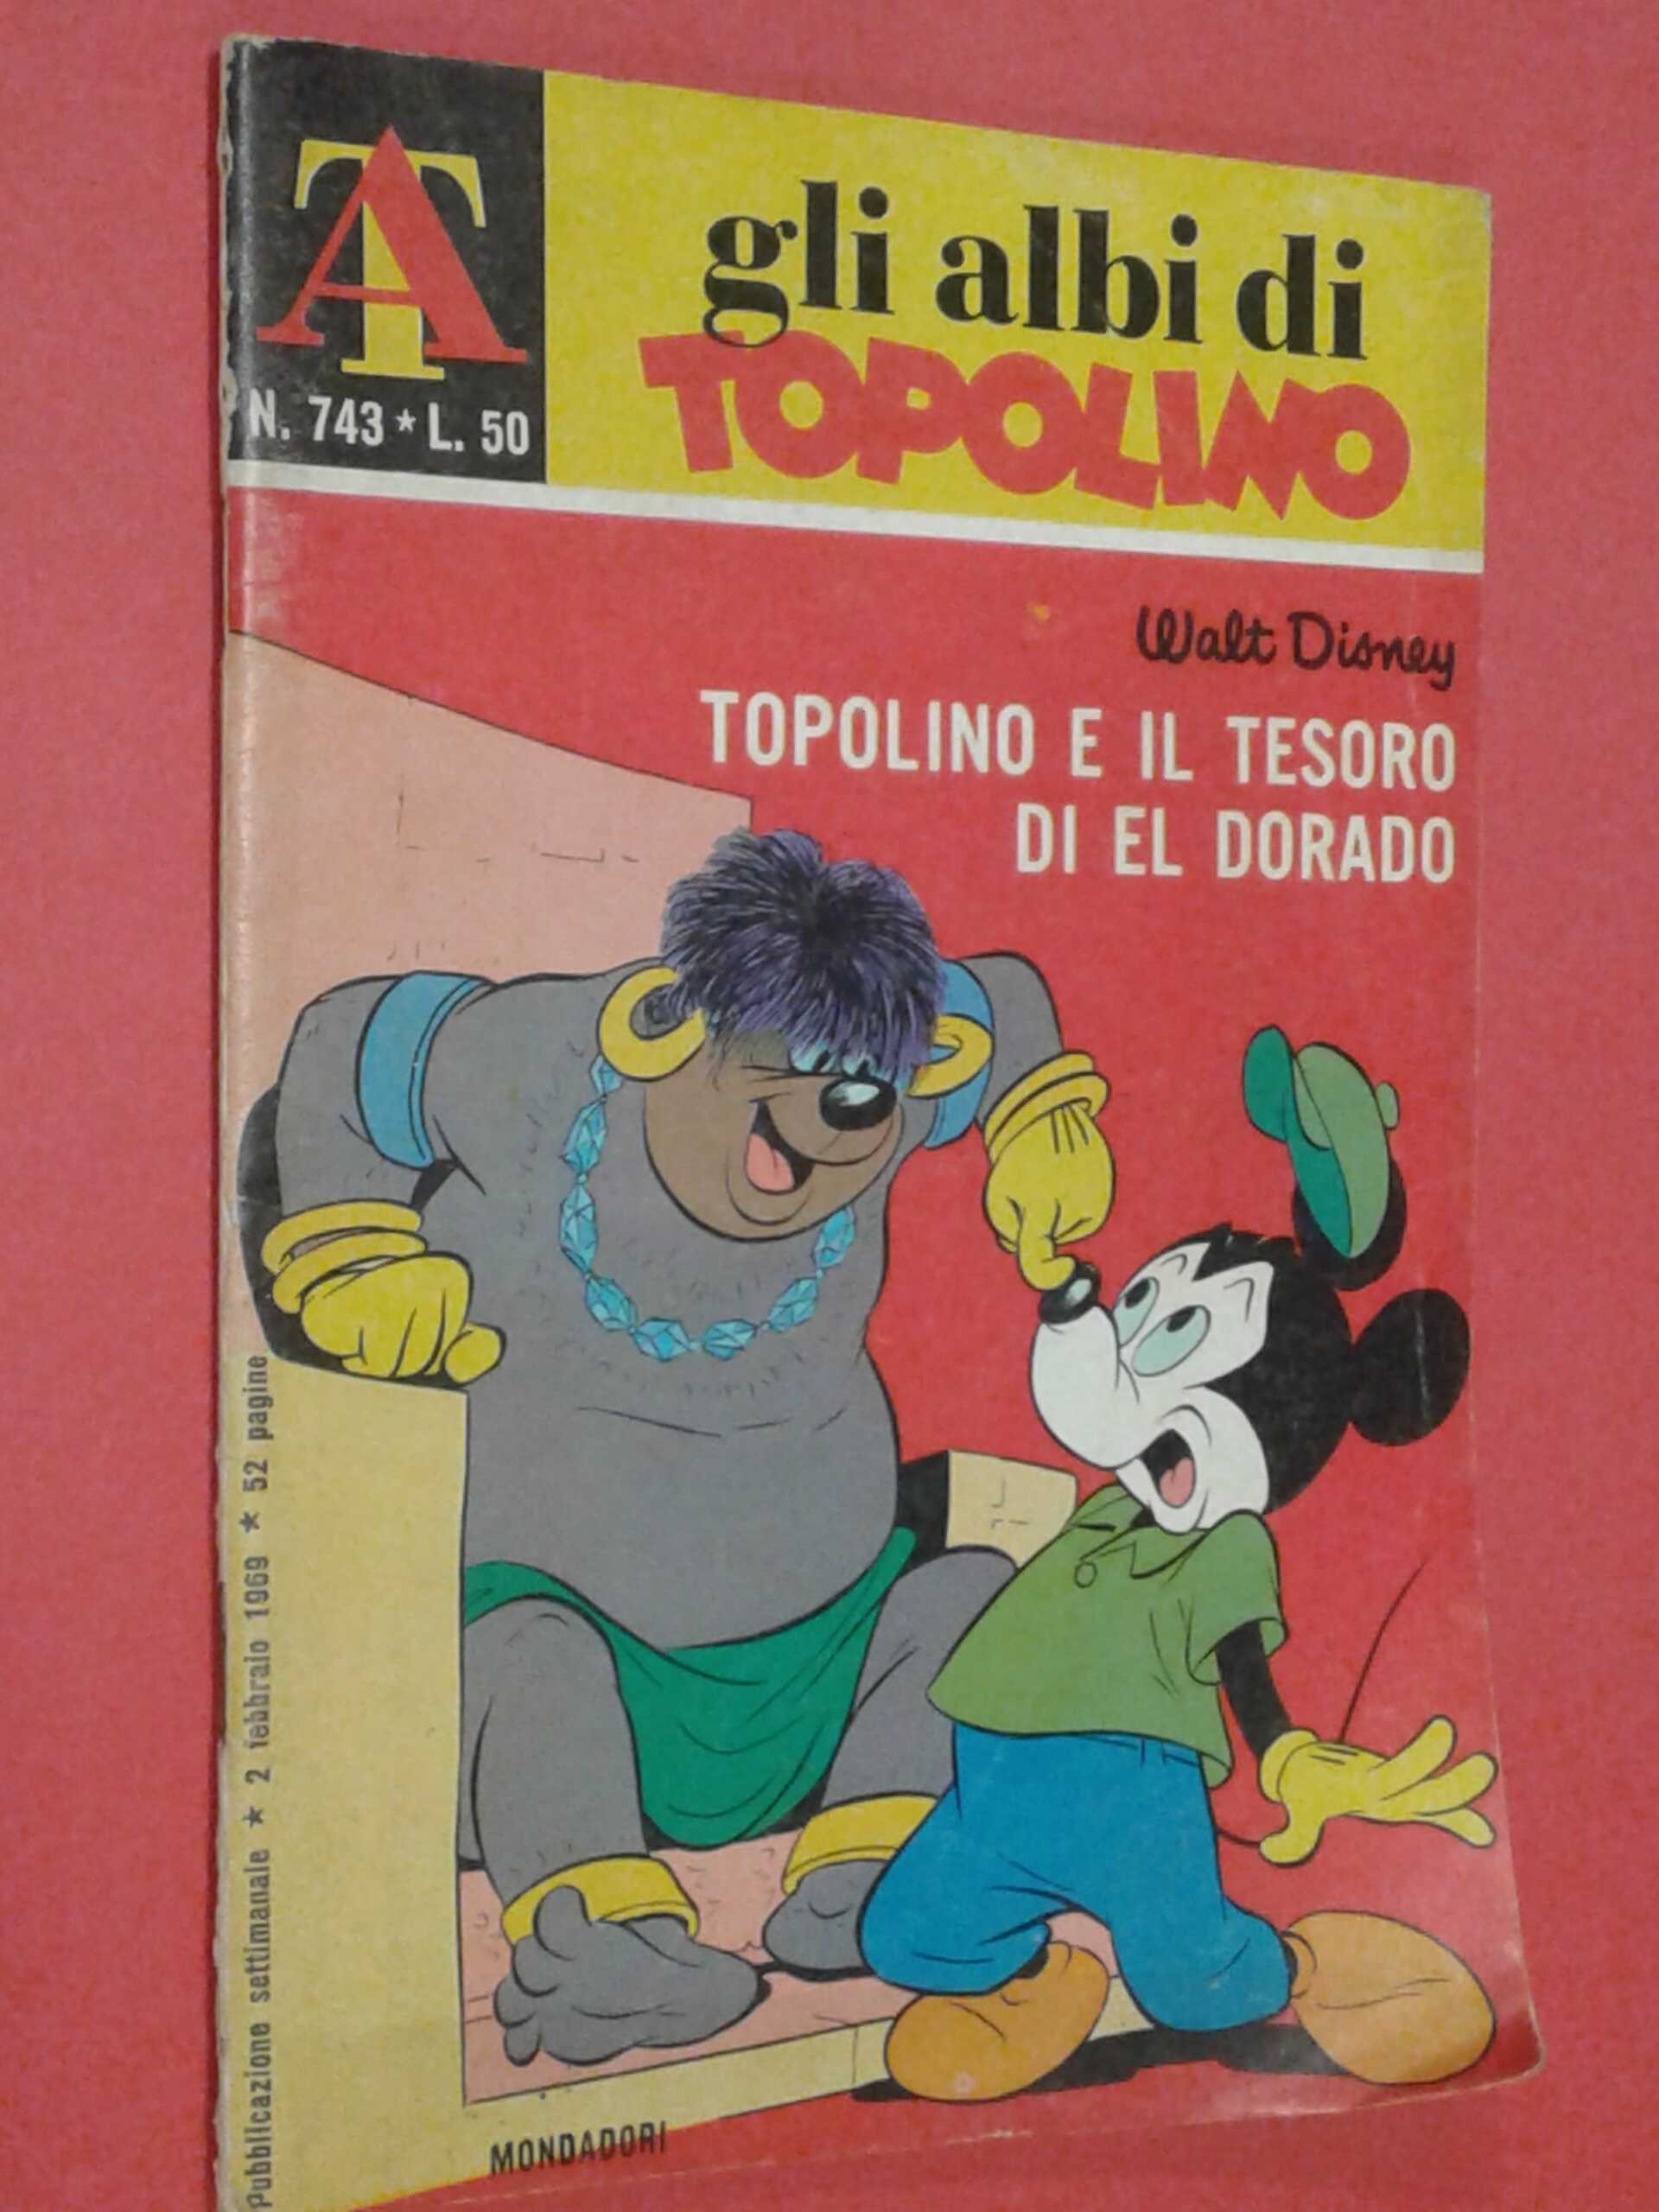 AT
N. 743 * L. 50
gli albi di
TOPOLINO
Walt Disney
TOPOLINO E IL TESORO
DI EL DORADO
Pubblicazione settimanale * 2 febbraio 1969 * 52 pagine
MONDADORI